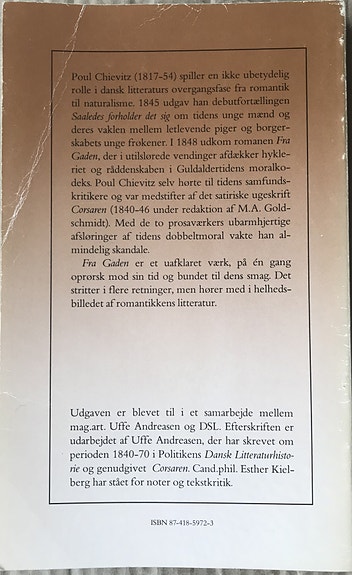 Poul Chievitz (1817-54) spiller en ikke ubetydelig
rolle i dansk litteraturs overgangsfase fra romantik
til naturalisme. 1845 udgav han debutfortællingen
Saaledes forholder det sig om tidens unge mænd og
deres vaklen mellem letlevende piger og borger-
skabets unge frøkener. I 1848 udkom romanen Fra
Gaden, der i utilslørede vendinger afdækker hykle-
riet og råddenskaben i Guldaldertidens moralko-
deks. Poul Chievitz selv hørte til tidens samfunds-
kritikere og var medstifter af det satiriske ugeskrift
Corsaren (1840-46 under redaktion af M.A. Gold-
schmidt). Med de to prosaværkers ubarmhjertige
afsløringer af tidens dobbeltmoral vakte han al-
mindelig skandale.
Fra Gaden er et uafklaret værk, på én gang
oprørsk mod sin tid og bundet til dens smag. Det
stritter i flere retninger, men hører med i helheds-
billedet af romantikkens litteratur.
Udgaven er blevet til i et samarbejde mellem
mag.art. Uffe Andreasen og DSL. Efterskriften er
udarbejdet af Uffe Andreasen, der har skrevet om
perioden 1840-70 i Politikens Dansk Litteraturhisto-
rie og genudgivet Corsaren. Cand.phil. Esther Kiel-
berg har stået for noter og tekstkritik.
ISBN 87-418-5972-3